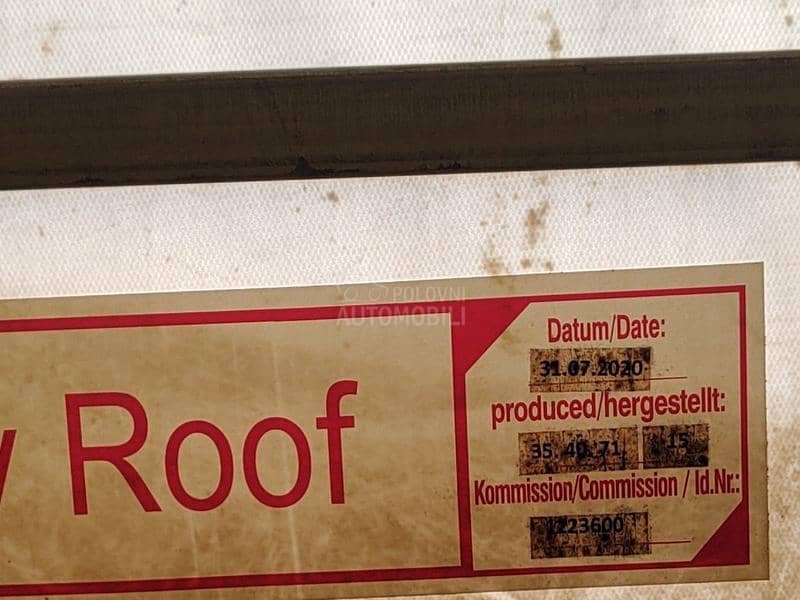 POLOVNI
AUTOMOBILI
Roof
Datum/Date:
31.07.2020
produced/hergestellt:
35. 40. 71 15
Kommission/Commission / Id.Nr.:
1223600